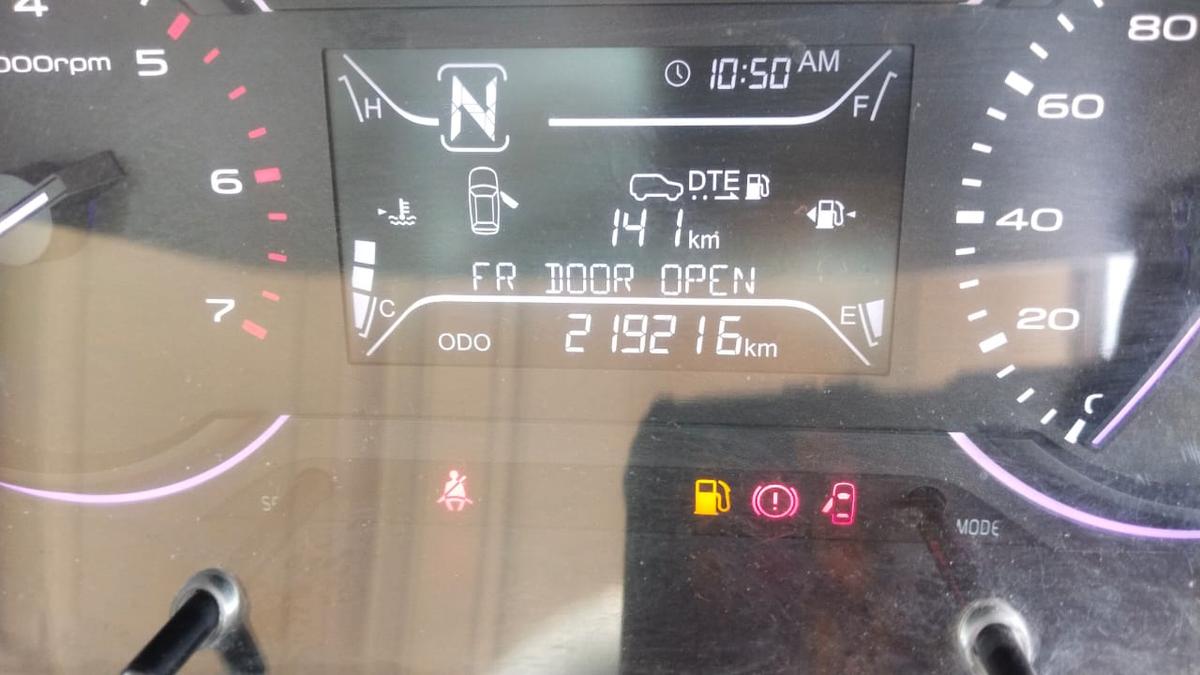 4
000rpm 5
6
7
10:50 AM
H
N
F
DTE
141 km
FR DOOR OPEN
C
E
ODO 219216 km
80
60
40
20
MODE